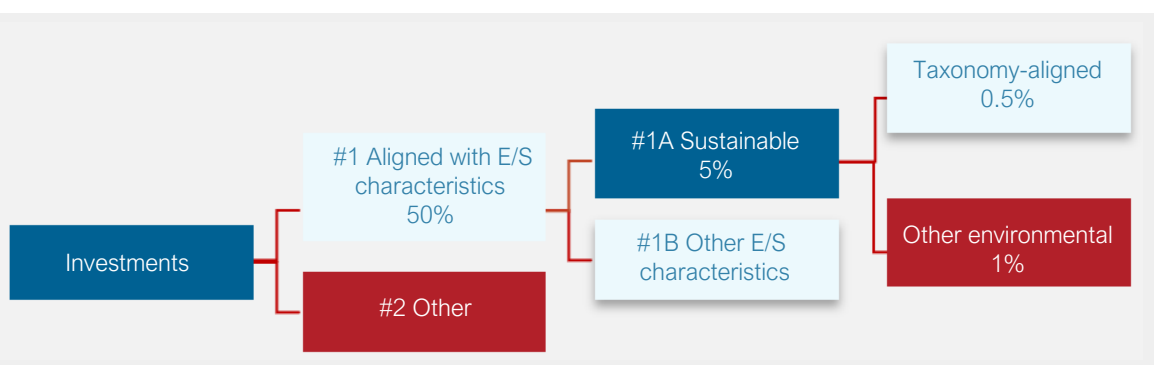 Investments
#1 Aligned with E/S
characteristics
50%
#2 Other
#1A Sustainable
5%
#1B Other E/S
characteristics
Taxonomy-aligned
0.5%
Other environmental
1%